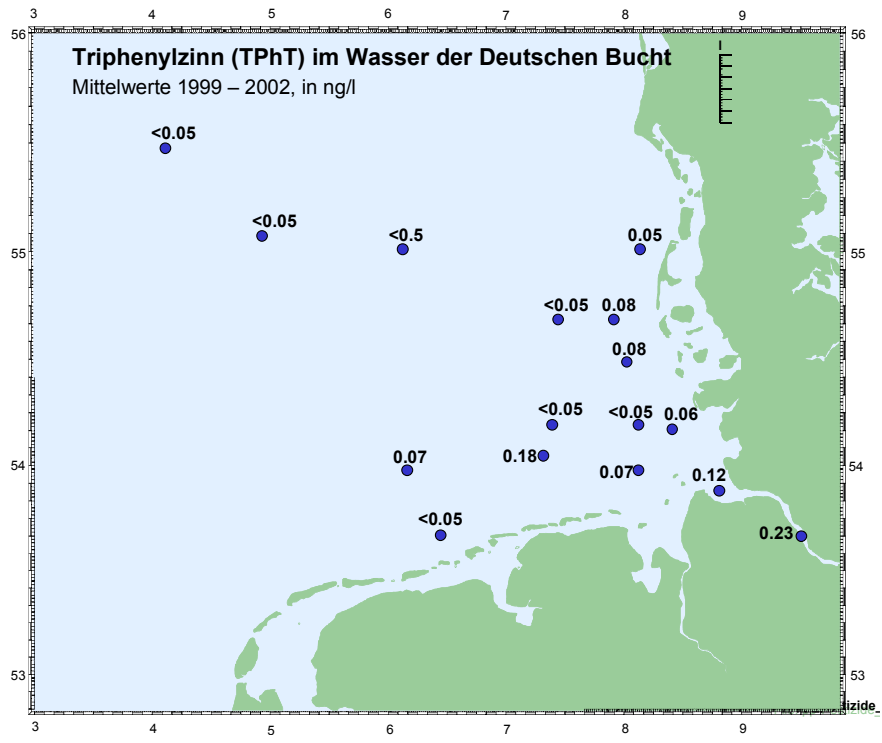 3 4 5 6 7 8 9
56 56
Triphenylzinn (TPhT) im Wasser der Deutschen Bucht
Mittelwerte 1999 – 2002, in ng/l
<0.05
<0.05
<0.5
0.05
55 55
<0.05 0.08
0.08
<0.05 <0.05 0.06
0.18
0.07
54 54
0.07
0.12
<0.05
0.23
53 53
tizide_
3 4 5 6 7 8 9